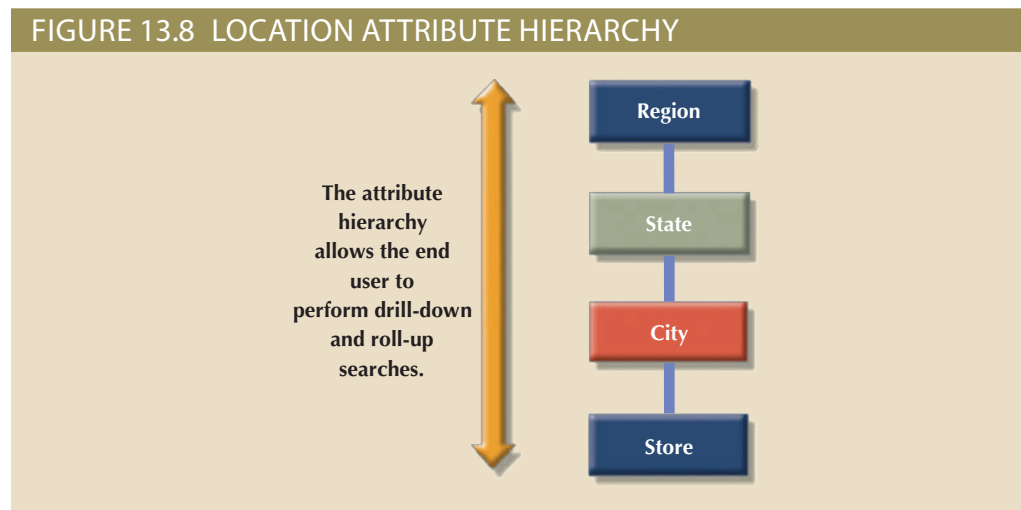 FIGURE 13.8 LOCATION ATTRIBUTE HIERARCHY
The attribute
hierarchy
allows the end
user to
perform drill-down
and roll-up
searches.
Region
State
City
Store